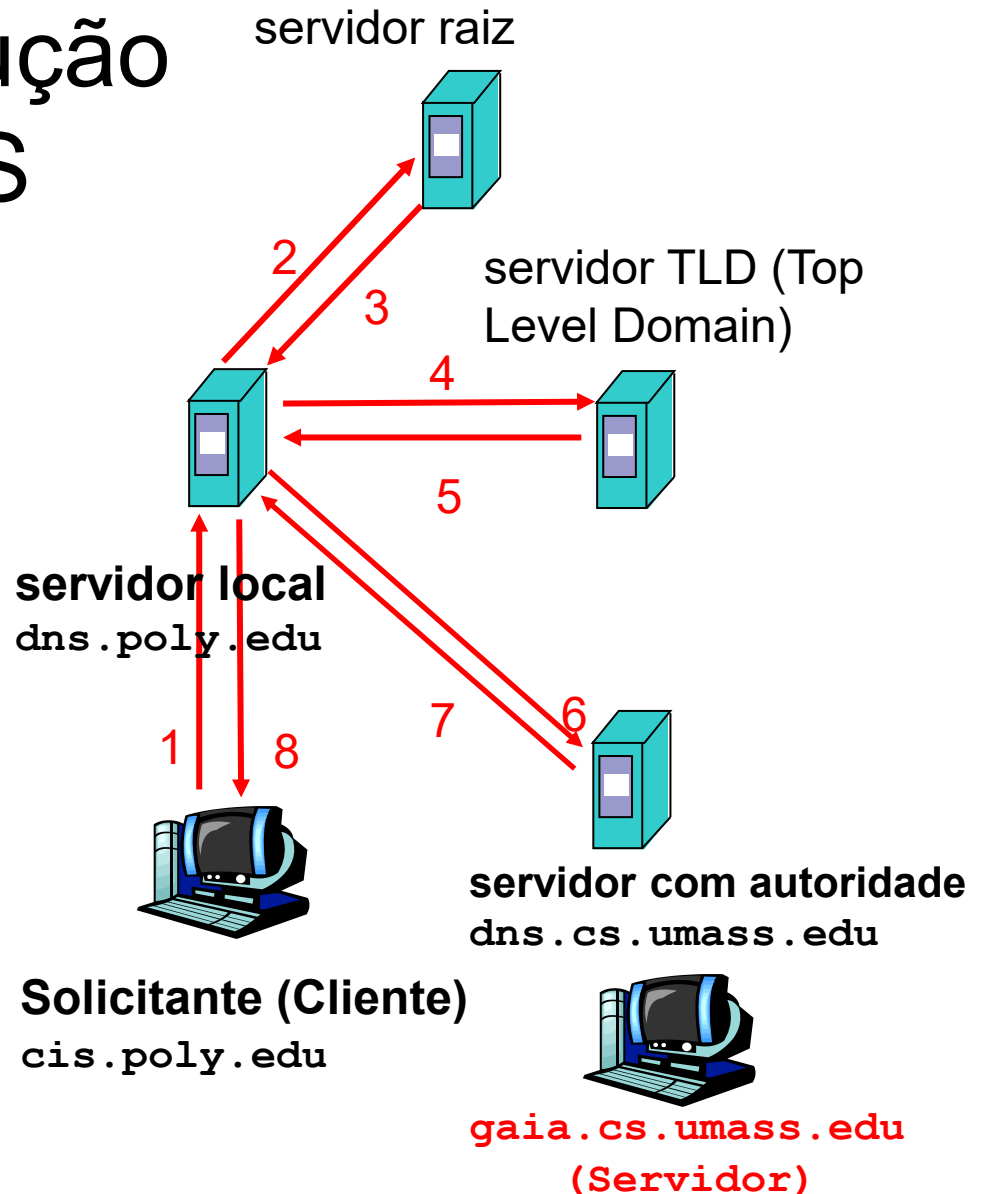 ução
S
servidor raiz
2
3
servidor TLD (Top
Level Domain)
4
5
servidor local
dns.poly.edu
1
8
7
6
servidor com autoridade
dns.cs.umass.edu
Solicitante (Cliente)
cis.poly.edu
gaia.cs.umass.edu
(Servidor)